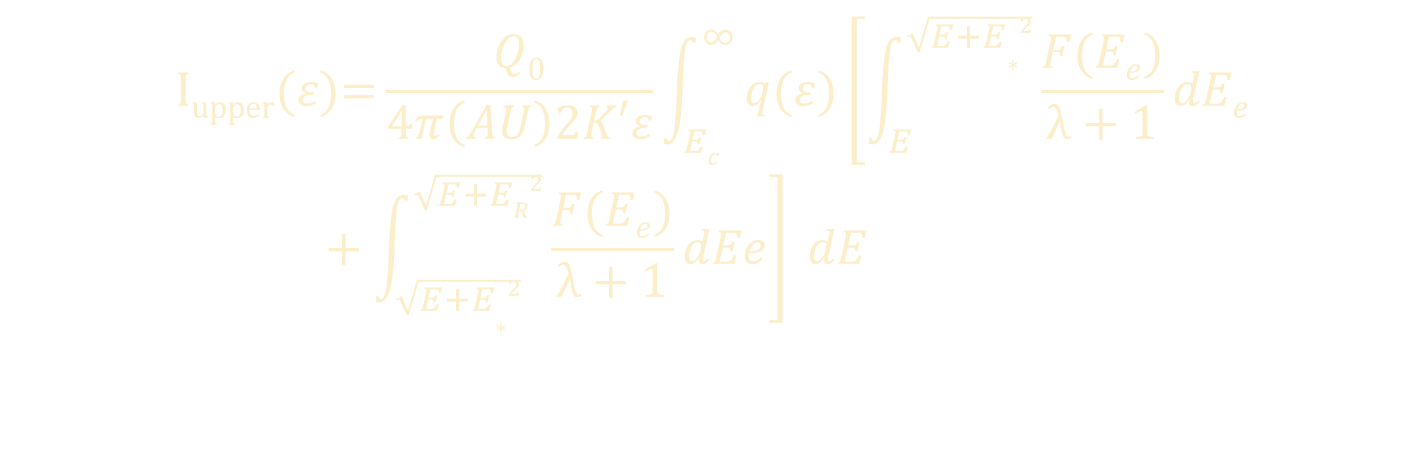 I_upper(ε) = Q_0 / 4π(AU)2K′ε ∫_{E_c}^{∞} q(ε) [ ∫_{E}^{√(E+E_*^2)} F(E_e) / λ + 1 dE_e
+ ∫_{√(E+E_*^2)}^{√(E+E_R^2)} F(E_e) / λ + 1 dEe ] dE